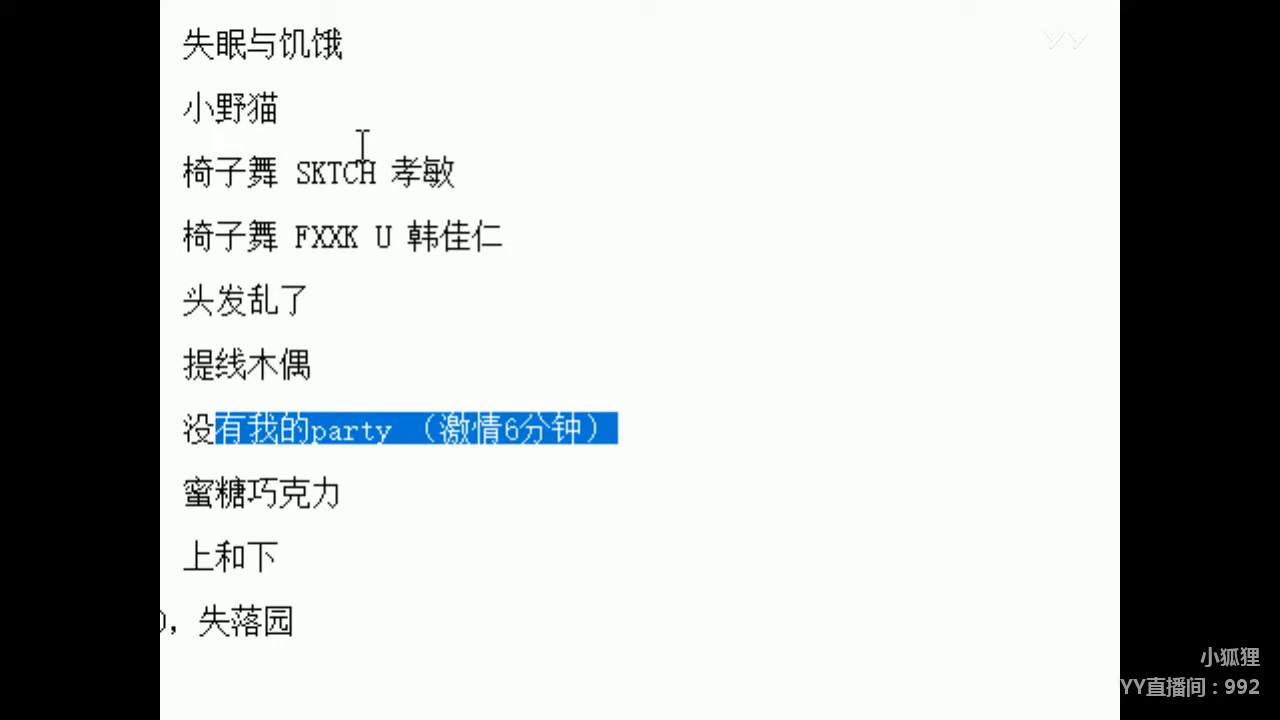 失眠与饥饿
YY
小野猫
椅子舞 SKTCH 孝敏
椅子舞 FXXK U 韩佳仁
头发乱了
提线木偶
没有我的party （激情6分钟）
蜜糖巧克力
上和下
，失落园
小狐狸
YY直播间：992